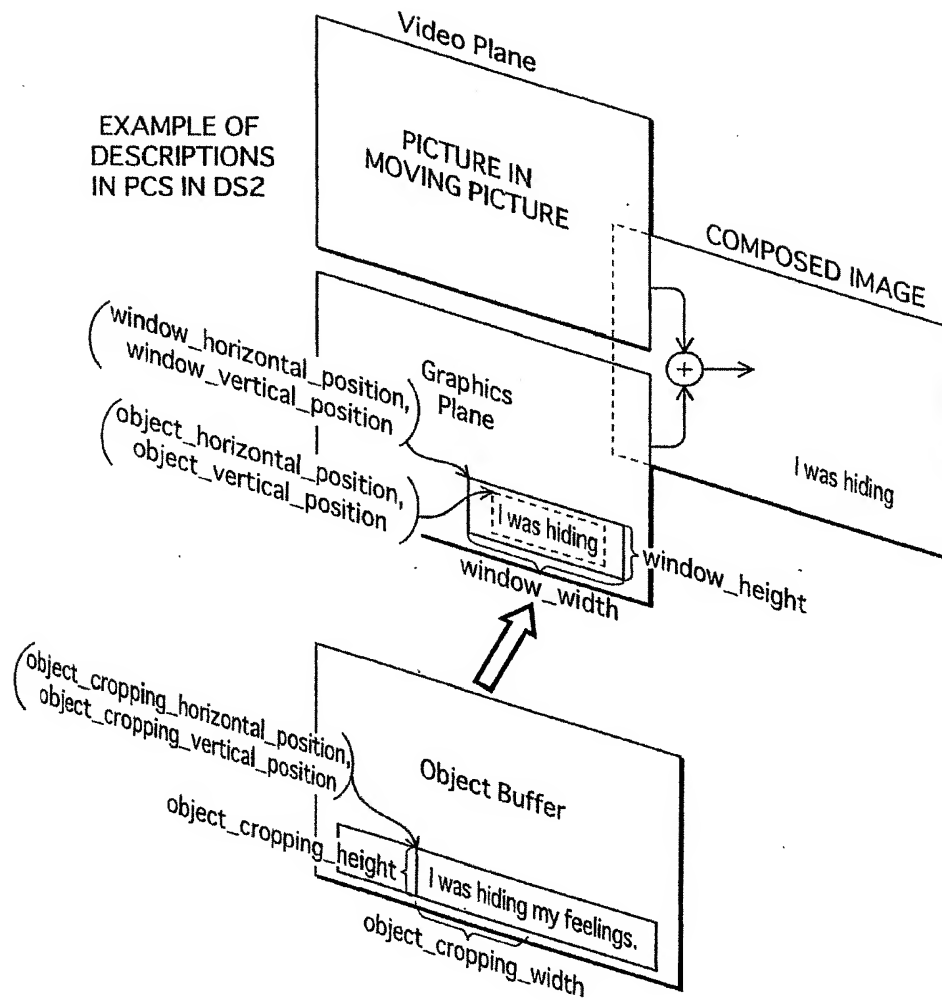 Video Plane
EXAMPLE OF
DESCRIPTIONS
IN PCS IN DS2
PICTURE IN
MOVING PICTURE
COMPOSED IMAGE
(window_horizontal_position,
window_vertical_position)
Graphics
Plane
+
(object_horizontal_position,
object_vertical_position)
I was hiding
I was hiding
window_height
window_width
(object_cropping_horizontal_position,
object_cropping_vertical_position)
Object Buffer
object_cropping_height
I was hiding my feelings.
object_cropping_width